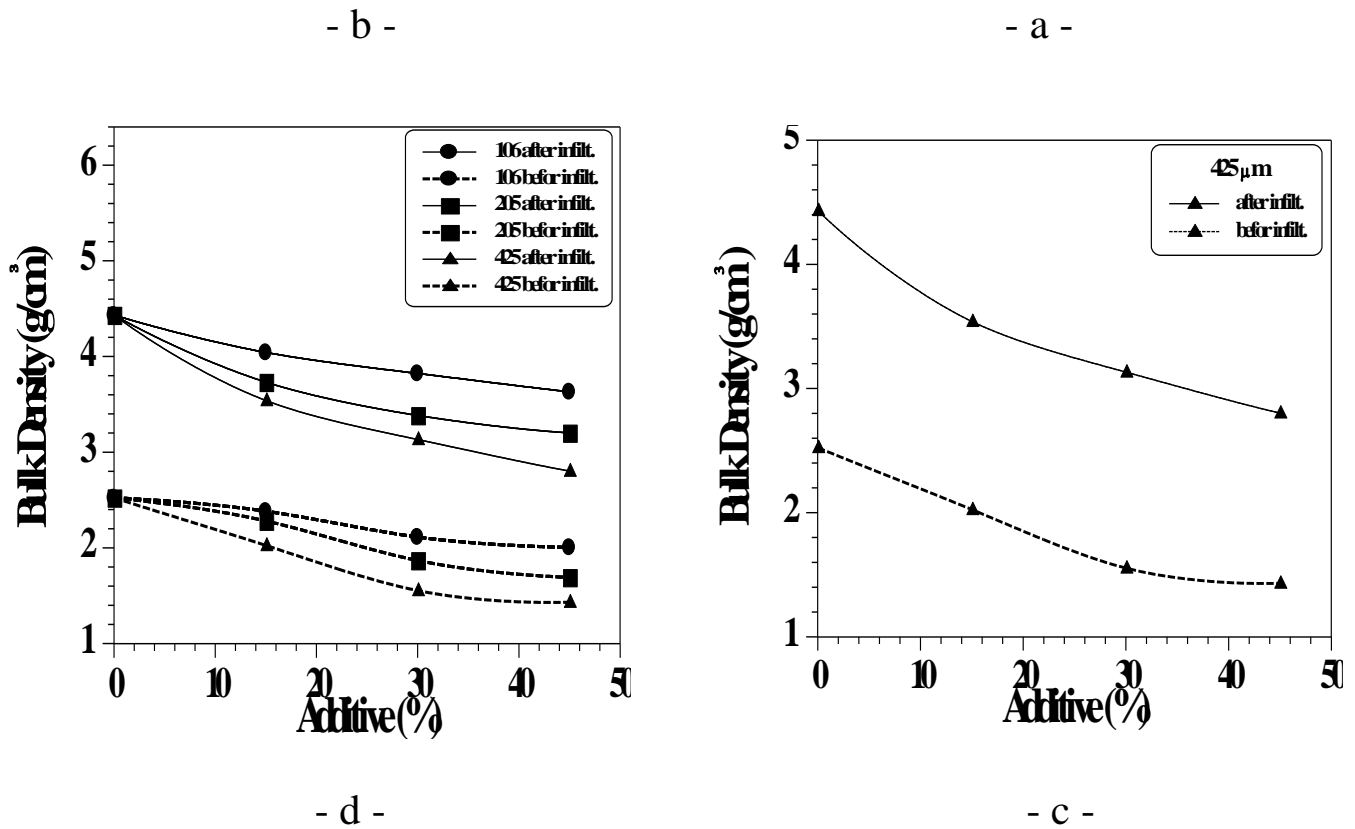 - b -
- a -
6
5
4
3
2
1
0
10
20
30
40
50
Bulk Density (g/cm³)
Additive (%)
106 after infilt.
106 befor infilt.
205 after infilt.
205 befor infilt.
425 after infilt.
425 befor infilt.
5
4
3
2
1
0
10
20
30
40
50
Bulk Density (g/cm³)
Additive (%)
425 μm
after infilt.
befor infilt.
- d -
- c -